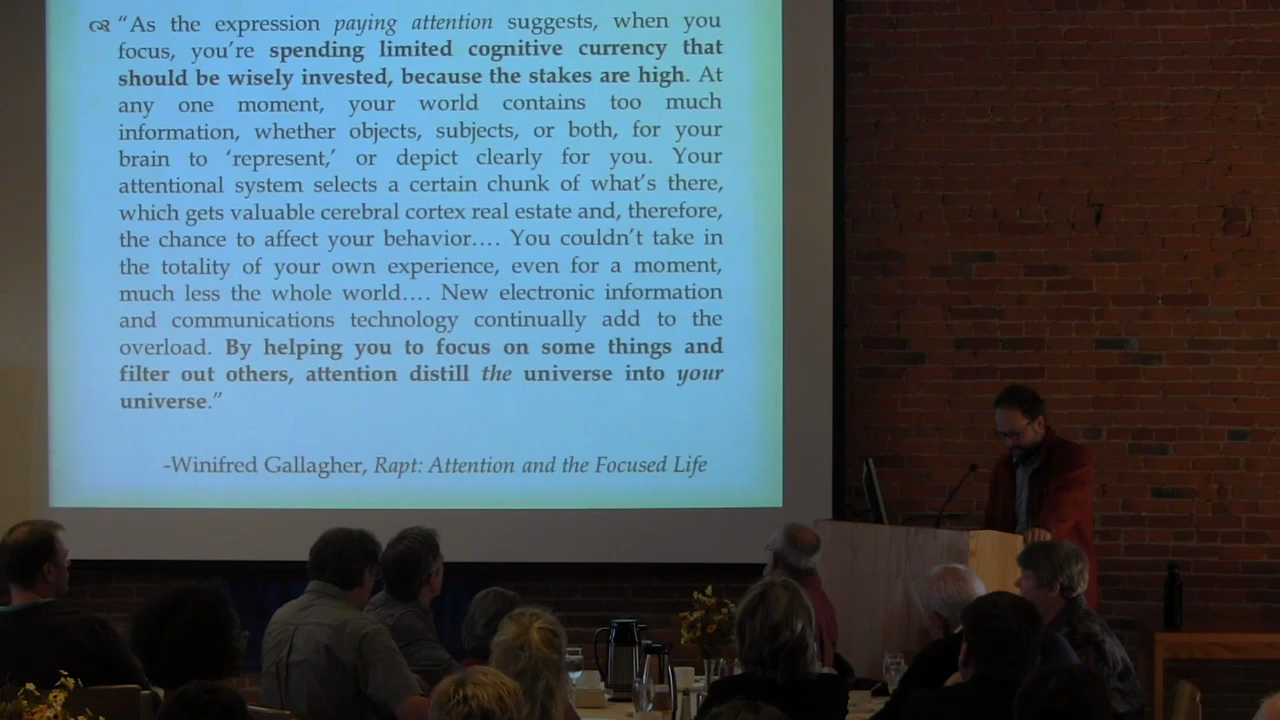 “As the expression paying attention suggests, when you
focus, you’re spending limited cognitive currency that
should be wisely invested, because the stakes are high. At
any one moment, your world contains too much
information, whether objects, subjects, or both, for your
brain to ‘represent,’ or depict clearly for you. Your
attentional system selects a certain chunk of what’s there,
which gets valuable cerebral cortex real estate and, therefore,
the chance to affect your behavior.... You couldn’t take in
the totality of your own experience, even for a moment,
much less the whole world.... New electronic information
and communications technology continually add to the
overload. By helping you to focus on some things and
filter out others, attention distill the universe into your
universe.”
-Winifred Gallagher, Rapt: Attention and the Focused Life